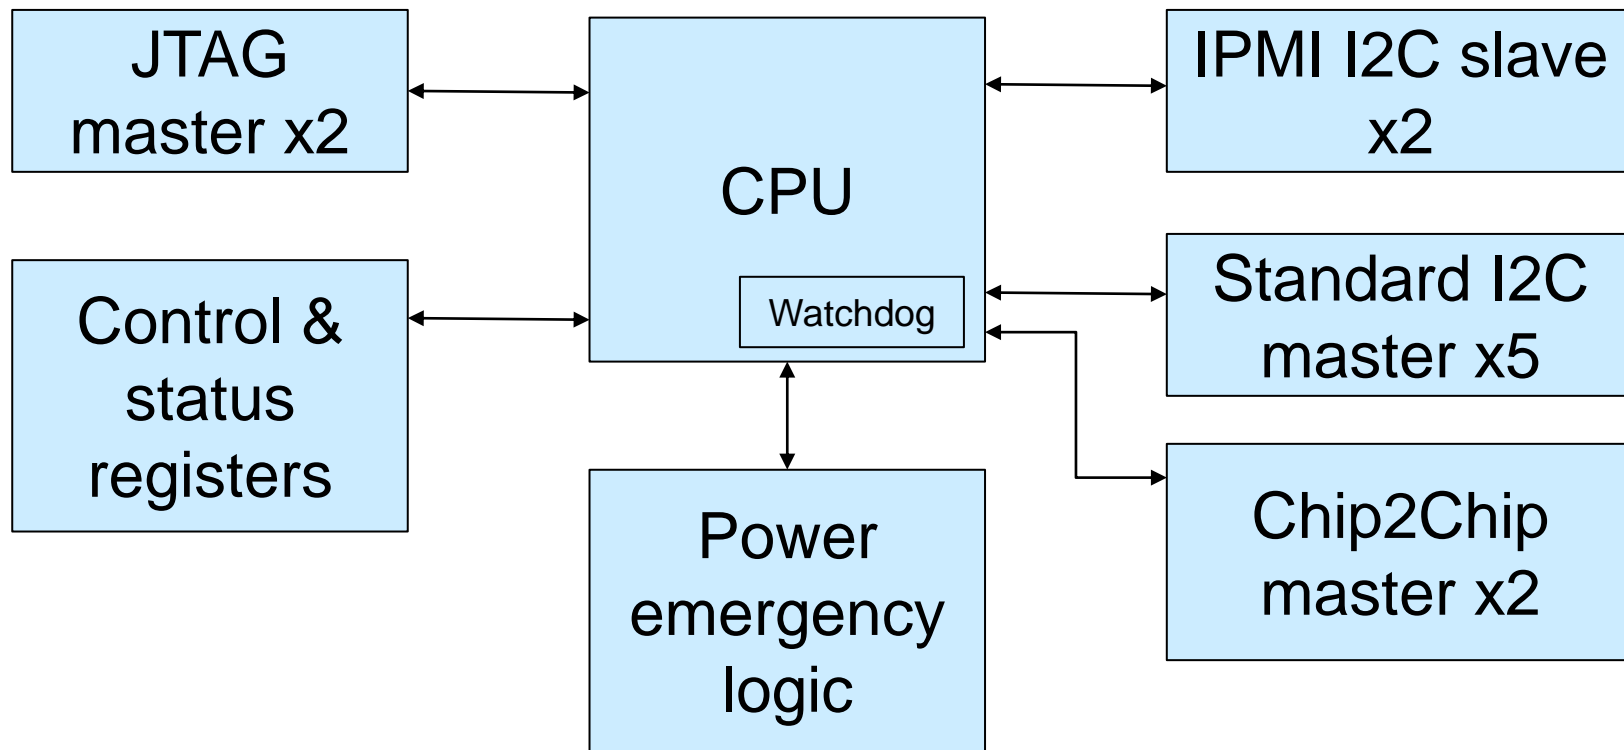 JTAG
master x2
CPU
Watchdog
IPMI I2C slave
x2
Control &
status
registers
Standard I2C
master x5
Power
emergency
logic
Chip2Chip
master x2